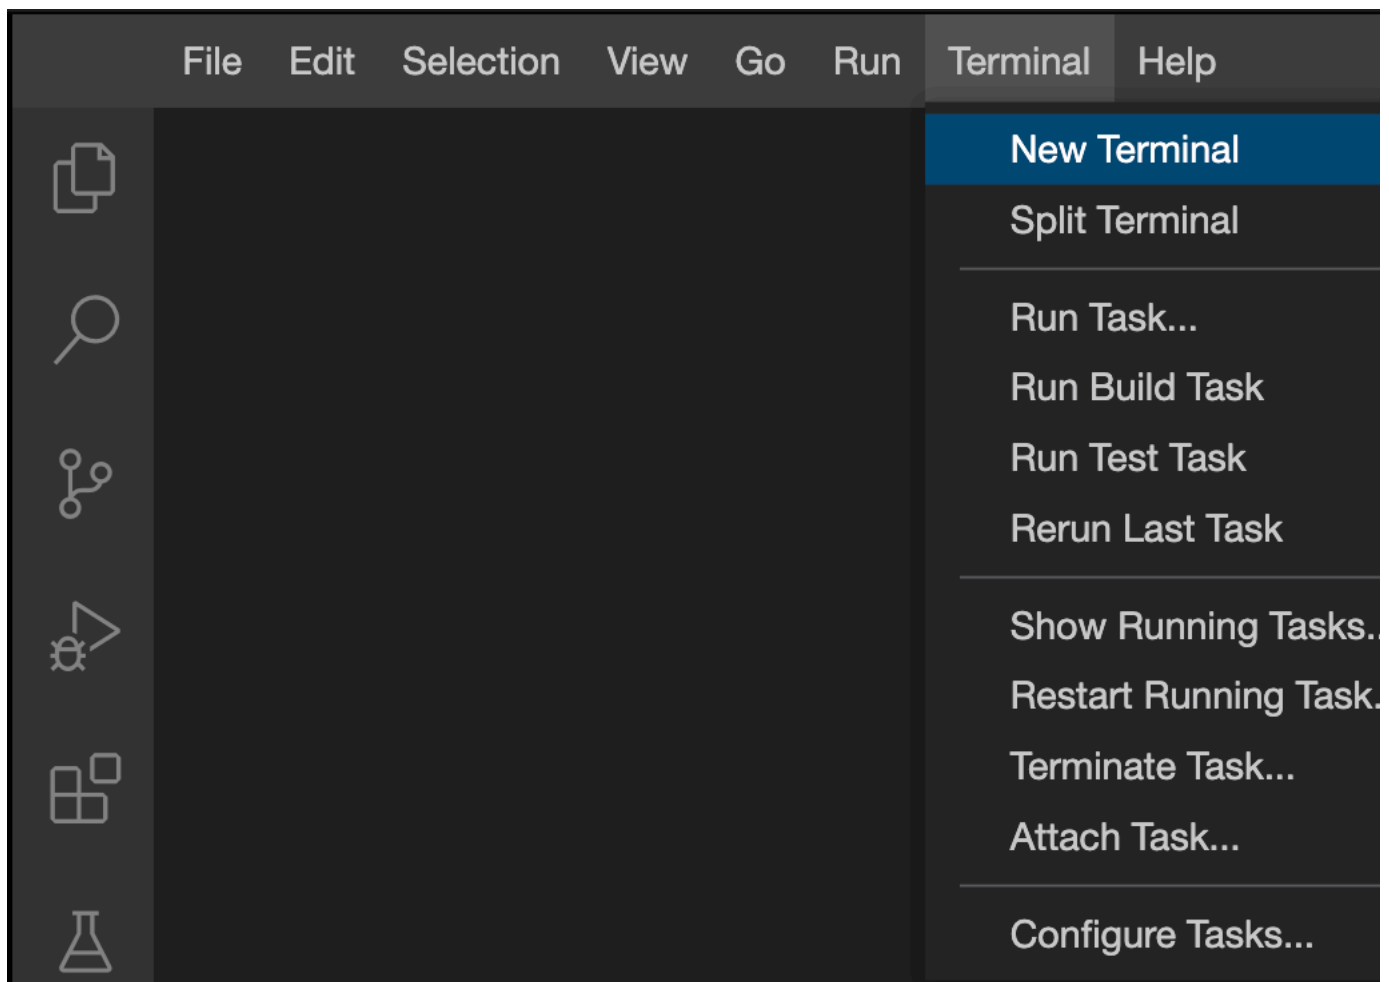 File Edit Selection View Go Run Terminal Help
New Terminal
Split Terminal
Run Task...
Run Build Task
Run Test Task
Rerun Last Task
Show Running Tasks..
Restart Running Task.
Terminate Task...
Attach Task...
Configure Tasks...